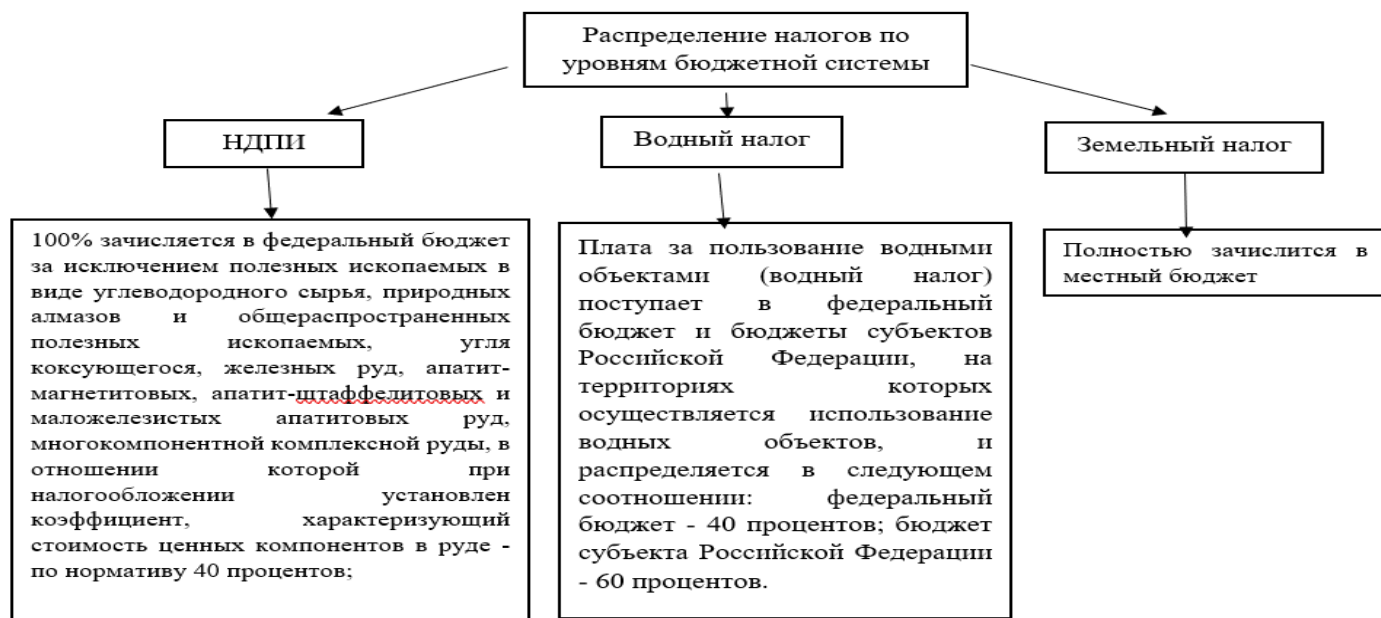 Распределение налогов по
уровням бюджетной системы
НДПИ
Водный налог
Земельный налог
100% зачисляется в федеральный бюджет
за исключением полезных ископаемых в
виде углеводородного сырья, природных
алмазов и общераспространенных
полезных ископаемых, угля
коксующегося, железных руд, апатит-
магнетитовых, апатит-штаффелитовых и
маложелезистых апатитовых руд,
многокомпонентной комплексной руды, в
отношении которой при
налогообложении установлен
коэффициент, характеризующий
стоимость ценных компонентов в руде -
по нормативу 40 процентов;
Плата за пользование водными
объектами (водный налог)
поступает в федеральный
бюджет и бюджеты субъектов
Российской Федерации, на
территориях которых
осуществляется использование
водных объектов, и
распределяется в следующем
соотношении: федеральный
бюджет - 40 процентов; бюджет
субъекта Российской Федерации
- 60 процентов.
Полностью зачислится в
местный бюджет